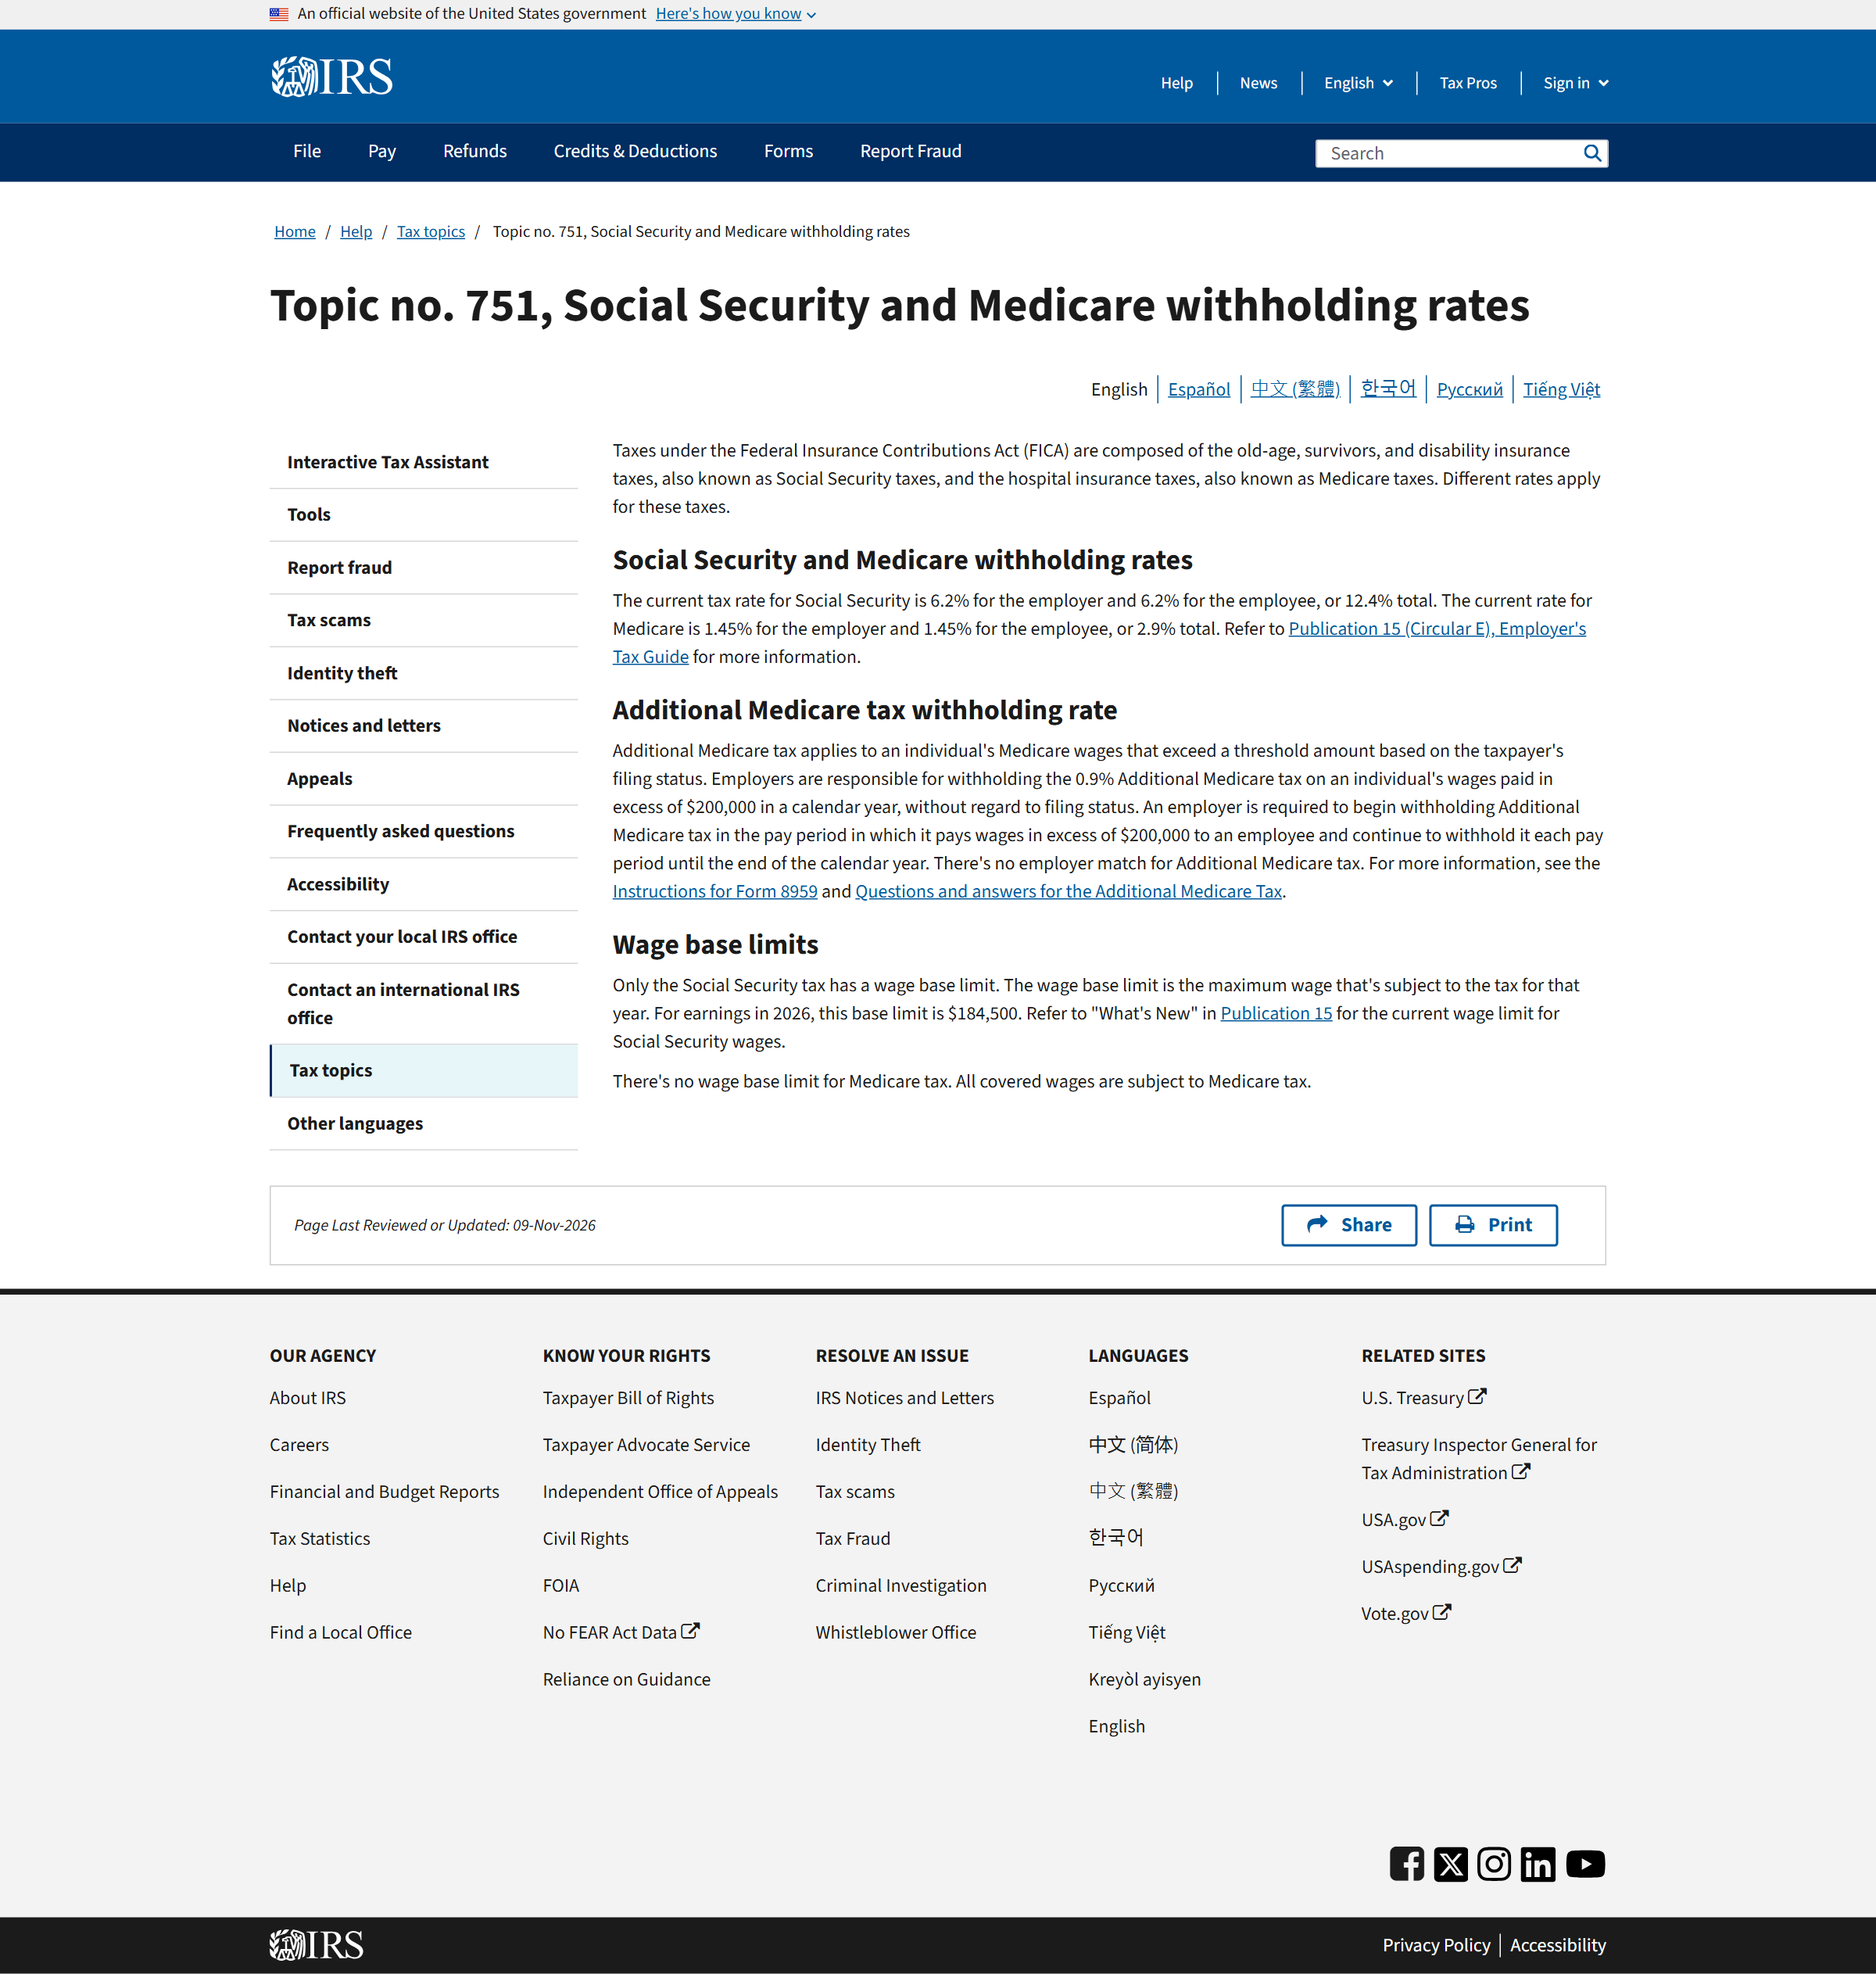 An official website of the United States government Here's how you know
IRS
Help
News
English
Tax Pros
Sign in
File
Pay
Refunds
Credits & Deductions
Forms
Report Fraud
Search
Home / Help / Tax topics / Topic no. 751, Social Security and Medicare withholding rates
Topic no. 751, Social Security and Medicare withholding rates
English
Español
中文 (繁體)
한국어
Русский
Tiếng Việt
Interactive Tax Assistant
Tools
Report fraud
Tax scams
Identity theft
Notices and letters
Appeals
Frequently asked questions
Accessibility
Contact your local IRS office
Contact an international IRS
office
Tax topics
Other languages
Taxes under the Federal Insurance Contributions Act (FICA) are composed of the old-age, survivors, and disability insurance
taxes, also known as Social Security taxes, and the hospital insurance taxes, also known as Medicare taxes. Different rates apply
for these taxes.
Social Security and Medicare withholding rates
The current tax rate for Social Security is 6.2% for the employer and 6.2% for the employee, or 12.4% total. The current rate for
Medicare is 1.45% for the employer and 1.45% for the employee, or 2.9% total. Refer to Publication 15 (Circular E), Employer's
Tax Guide for more information.
Additional Medicare tax withholding rate
Additional Medicare tax applies to an individual's Medicare wages that exceed a threshold amount based on the taxpayer's
filing status. Employers are responsible for withholding the 0.9% Additional Medicare tax on an individual's wages paid in
excess of $200,000 in a calendar year, without regard to filing status. An employer is required to begin withholding Additional
Medicare tax in the pay period in which it pays wages in excess of $200,000 to an employee and continue to withhold it each pay
period until the end of the calendar year. There's no employer match for Additional Medicare tax. For more information, see the
Instructions for Form 8959 and Questions and answers for the Additional Medicare Tax.
Wage base limits
Only the Social Security tax has a wage base limit. The wage base limit is the maximum wage that's subject to the tax for that
year. For earnings in 2026, this base limit is $184,500. Refer to "What's New" in Publication 15 for the current wage limit for
Social Security wages.
There's no wage base limit for Medicare tax. All covered wages are subject to Medicare tax.
Page Last Reviewed or Updated: 09-Nov-2026
Share
Print
OUR AGENCY
About IRS
Careers
Financial and Budget Reports
Tax Statistics
Help
Find a Local Office
KNOW YOUR RIGHTS
Taxpayer Bill of Rights
Taxpayer Advocate Service
Independent Office of Appeals
Civil Rights
FOIA
No FEAR Act Data
Reliance on Guidance
RESOLVE AN ISSUE
IRS Notices and Letters
Identity Theft
Tax scams
Tax Fraud
Criminal Investigation
Whistleblower Office
LANGUAGES
Español
中文 (简体)
中文 (繁體)
한국어
Русский
Tiếng Việt
Kreyòl ayisyen
English
RELATED SITES
U.S. Treasury
Treasury Inspector General for
Tax Administration
USA.gov
USAspending.gov
Vote.gov
IRS
Privacy Policy
Accessibility